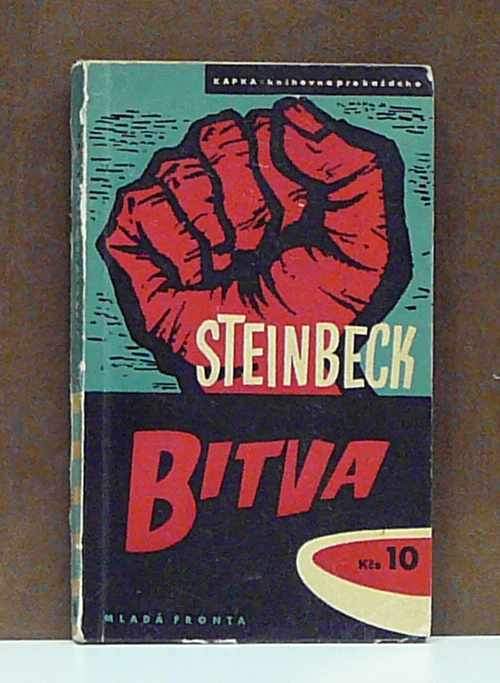 KAPKA - knihovna pro každého
STEINBECK
BITVA
Kčs 10
MLADÁ FRONTA